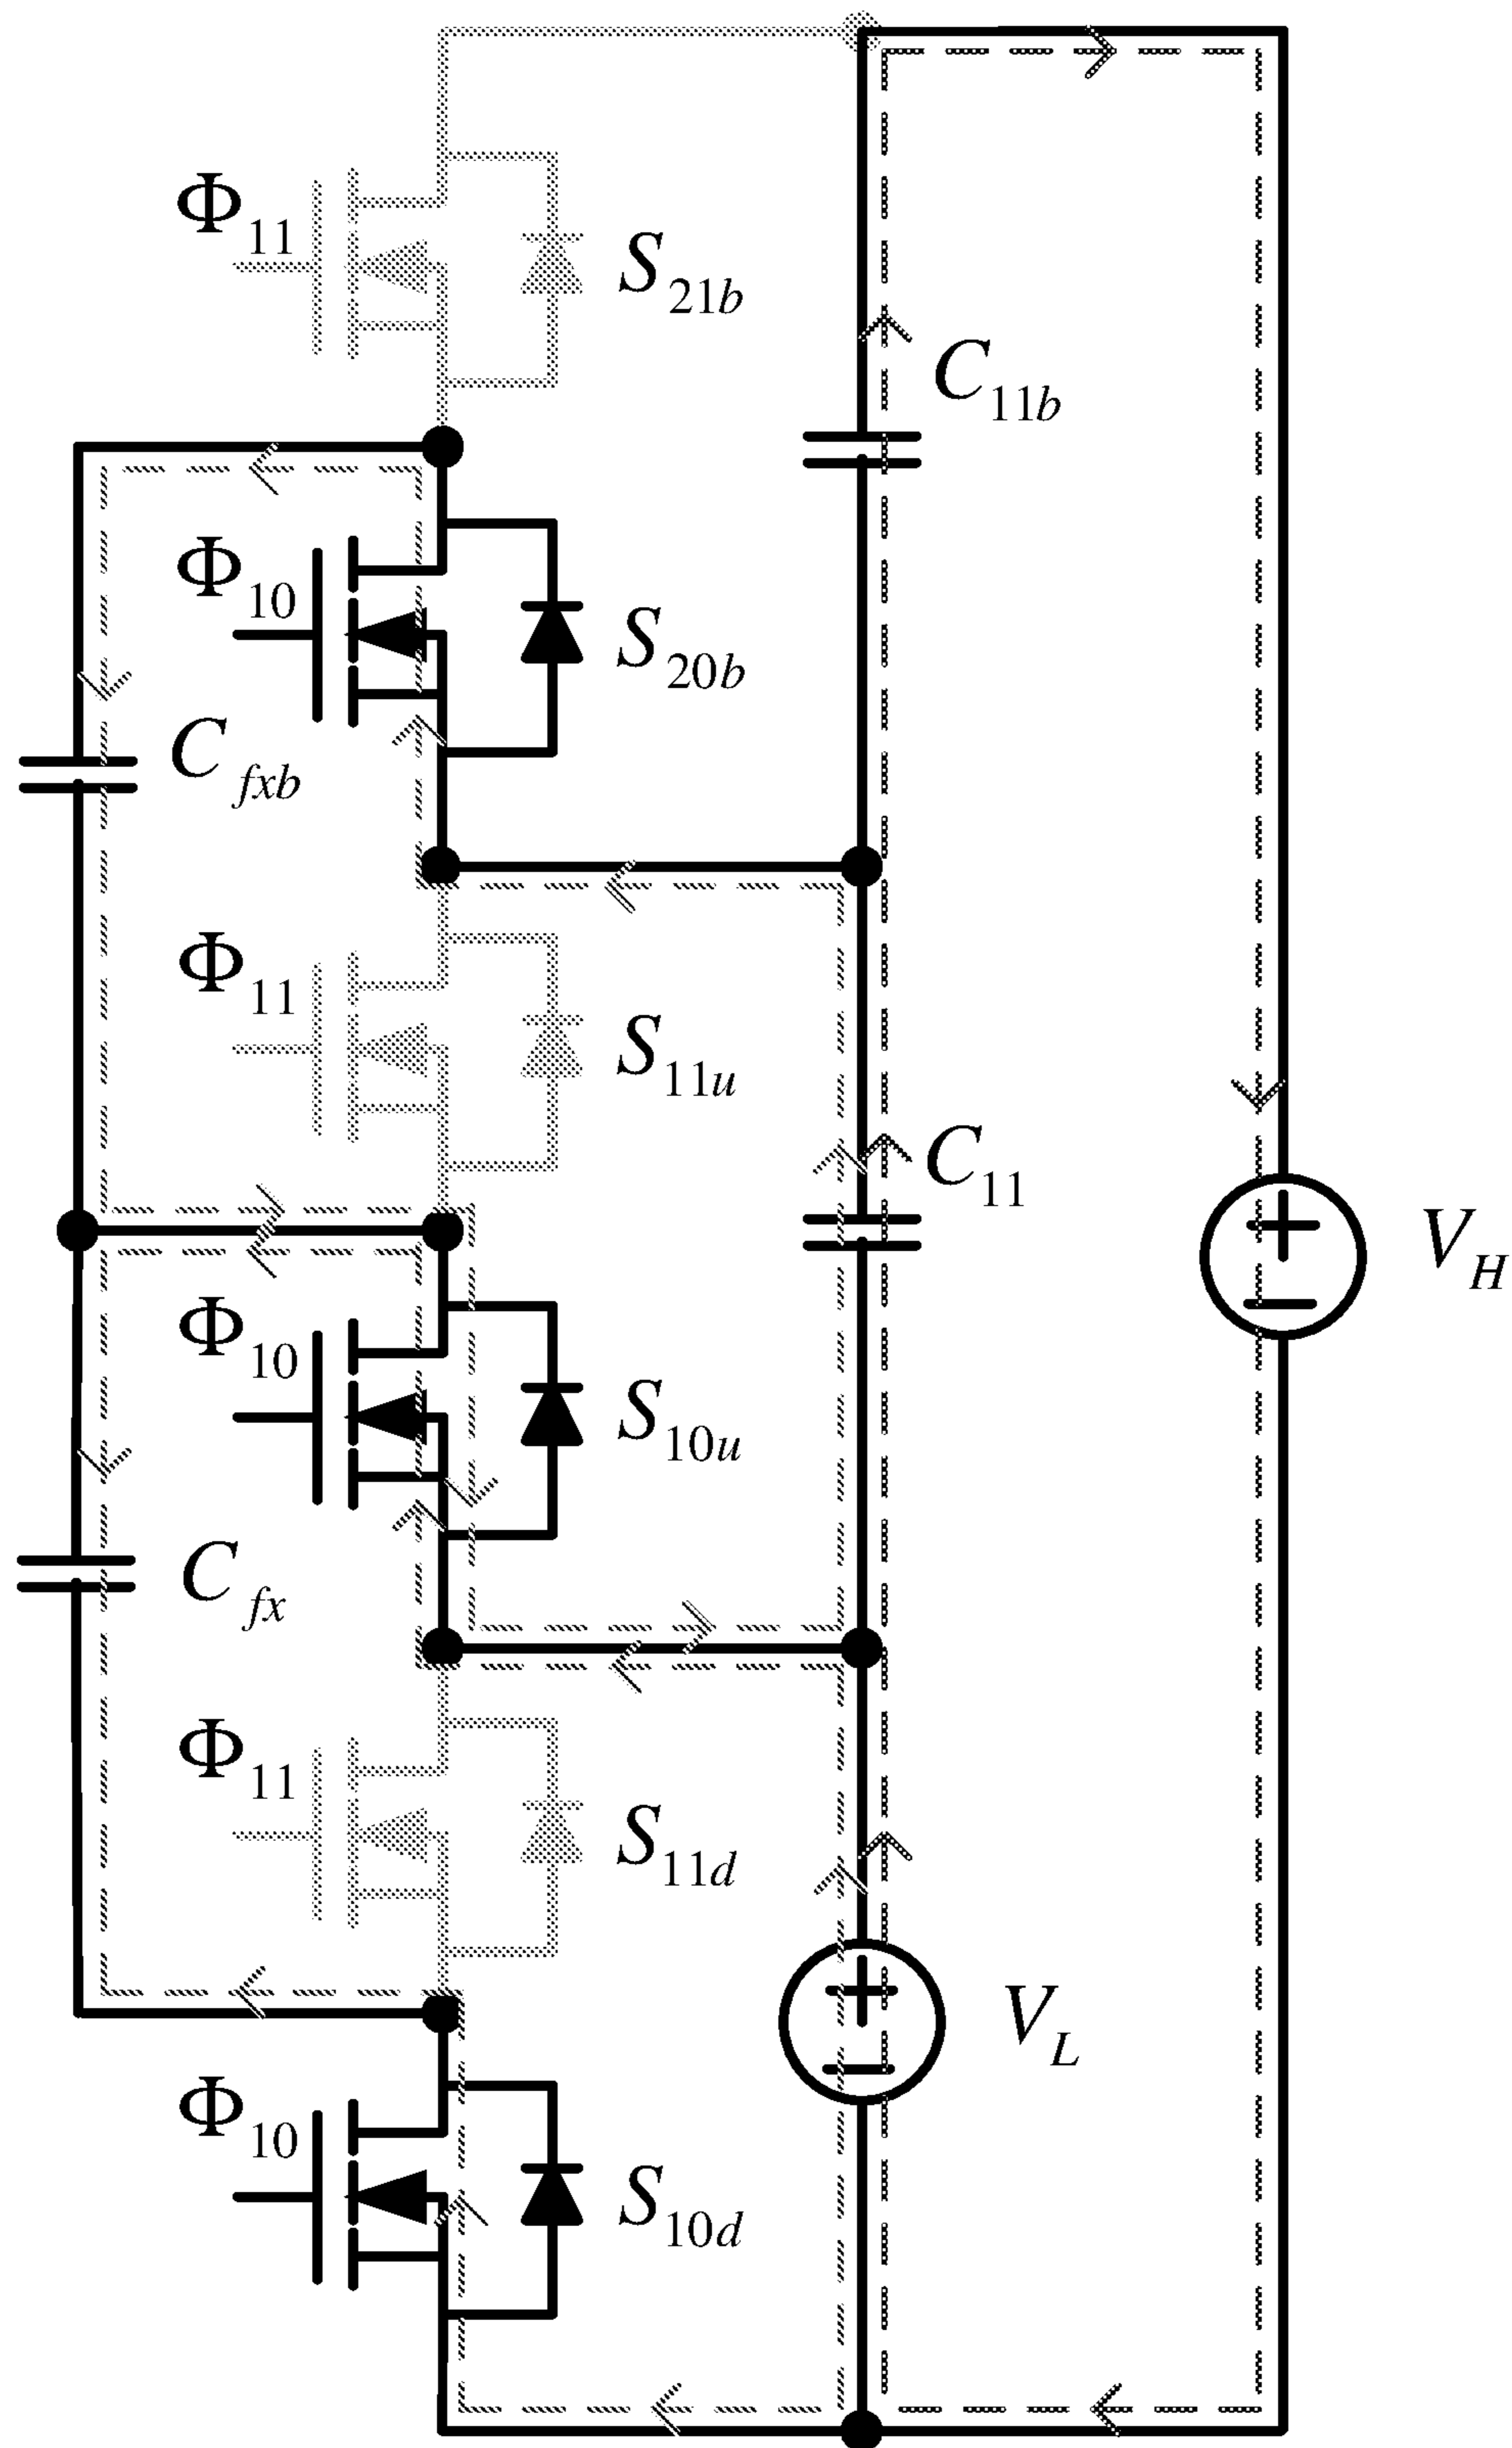 Φ11
S21b
C11b
Φ10
S20b
Cfxb
Φ11
S11u
C11
VH
Φ10
S10u
Cfx
Φ11
S11d
VL
Φ10
S10d